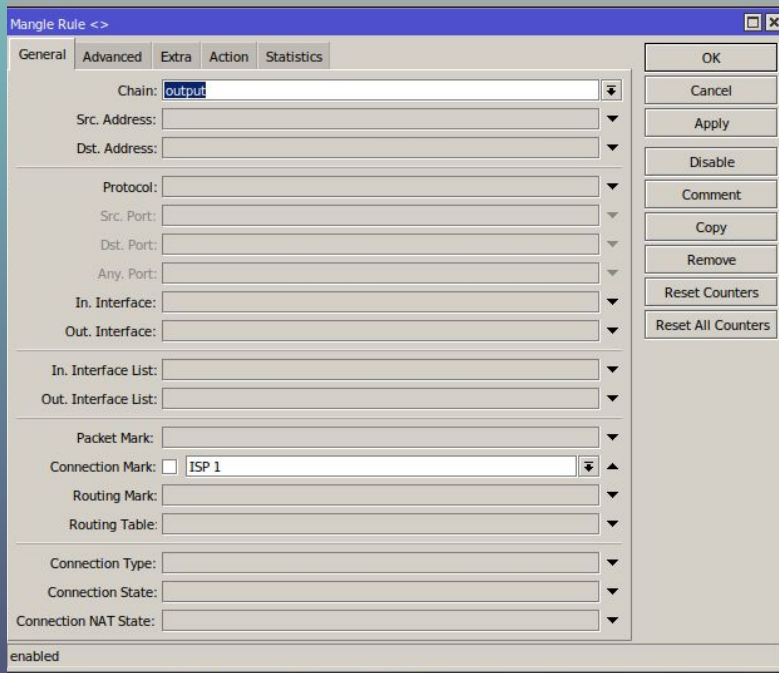 Mangle Rule <>
General Advanced Extra Action Statistics
Chain: output
Src. Address:
Dst. Address:
Protocol:
Src. Port:
Dst. Port:
Any. Port:
In. Interface:
Out. Interface:
In. Interface List:
Out. Interface List:
Packet Mark:
Connection Mark: ISP 1
Routing Mark:
Routing Table:
Connection Type:
Connection State:
Connection NAT State:
OK
Cancel
Apply
Disable
Comment
Copy
Remove
Reset Counters
Reset All Counters
enabled